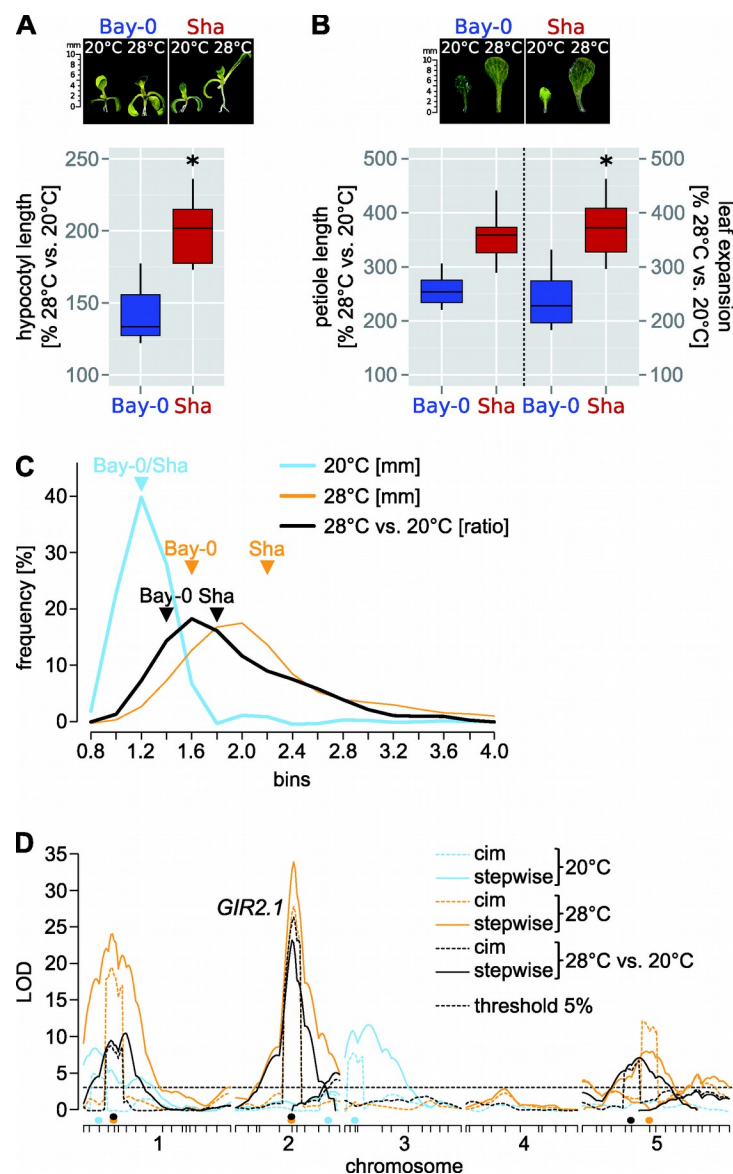 A
Bay-0 Sha
mm 20°C 28°C 20°C 28°C
10
8
6
4
2
0
hypocotyl length
[% 28°C vs. 20°C]
250
200
150
100
*
Bay-0 Sha
B
Bay-0 Sha
mm 20°C 28°C 20°C 28°C
10
8
6
4
2
0
petiole length
[% 28°C vs. 20°C]
500
400
300
200
100
*
500
400
300
200
100
leaf expansion
[% 28°C vs. 20°C]
Bay-0 Sha Bay-0 Sha
C
Bay-0/Sha
20°C [mm]
28°C [mm]
28°C vs. 20°C [ratio]
Bay-0 Sha
Bay-0 Sha
frequency [%]
40
30
20
10
0
0.8 1.2 1.6 2.0 2.4 2.8 3.2 3.6 4.0
bins
D
LOD
35
30
25
20
15
10
5
0
GIR2.1
cim
stepwise
20°C
cim
stepwise
28°C
cim
stepwise
28°C vs. 20°C
threshold 5%
1 2 3 4 5
chromosome